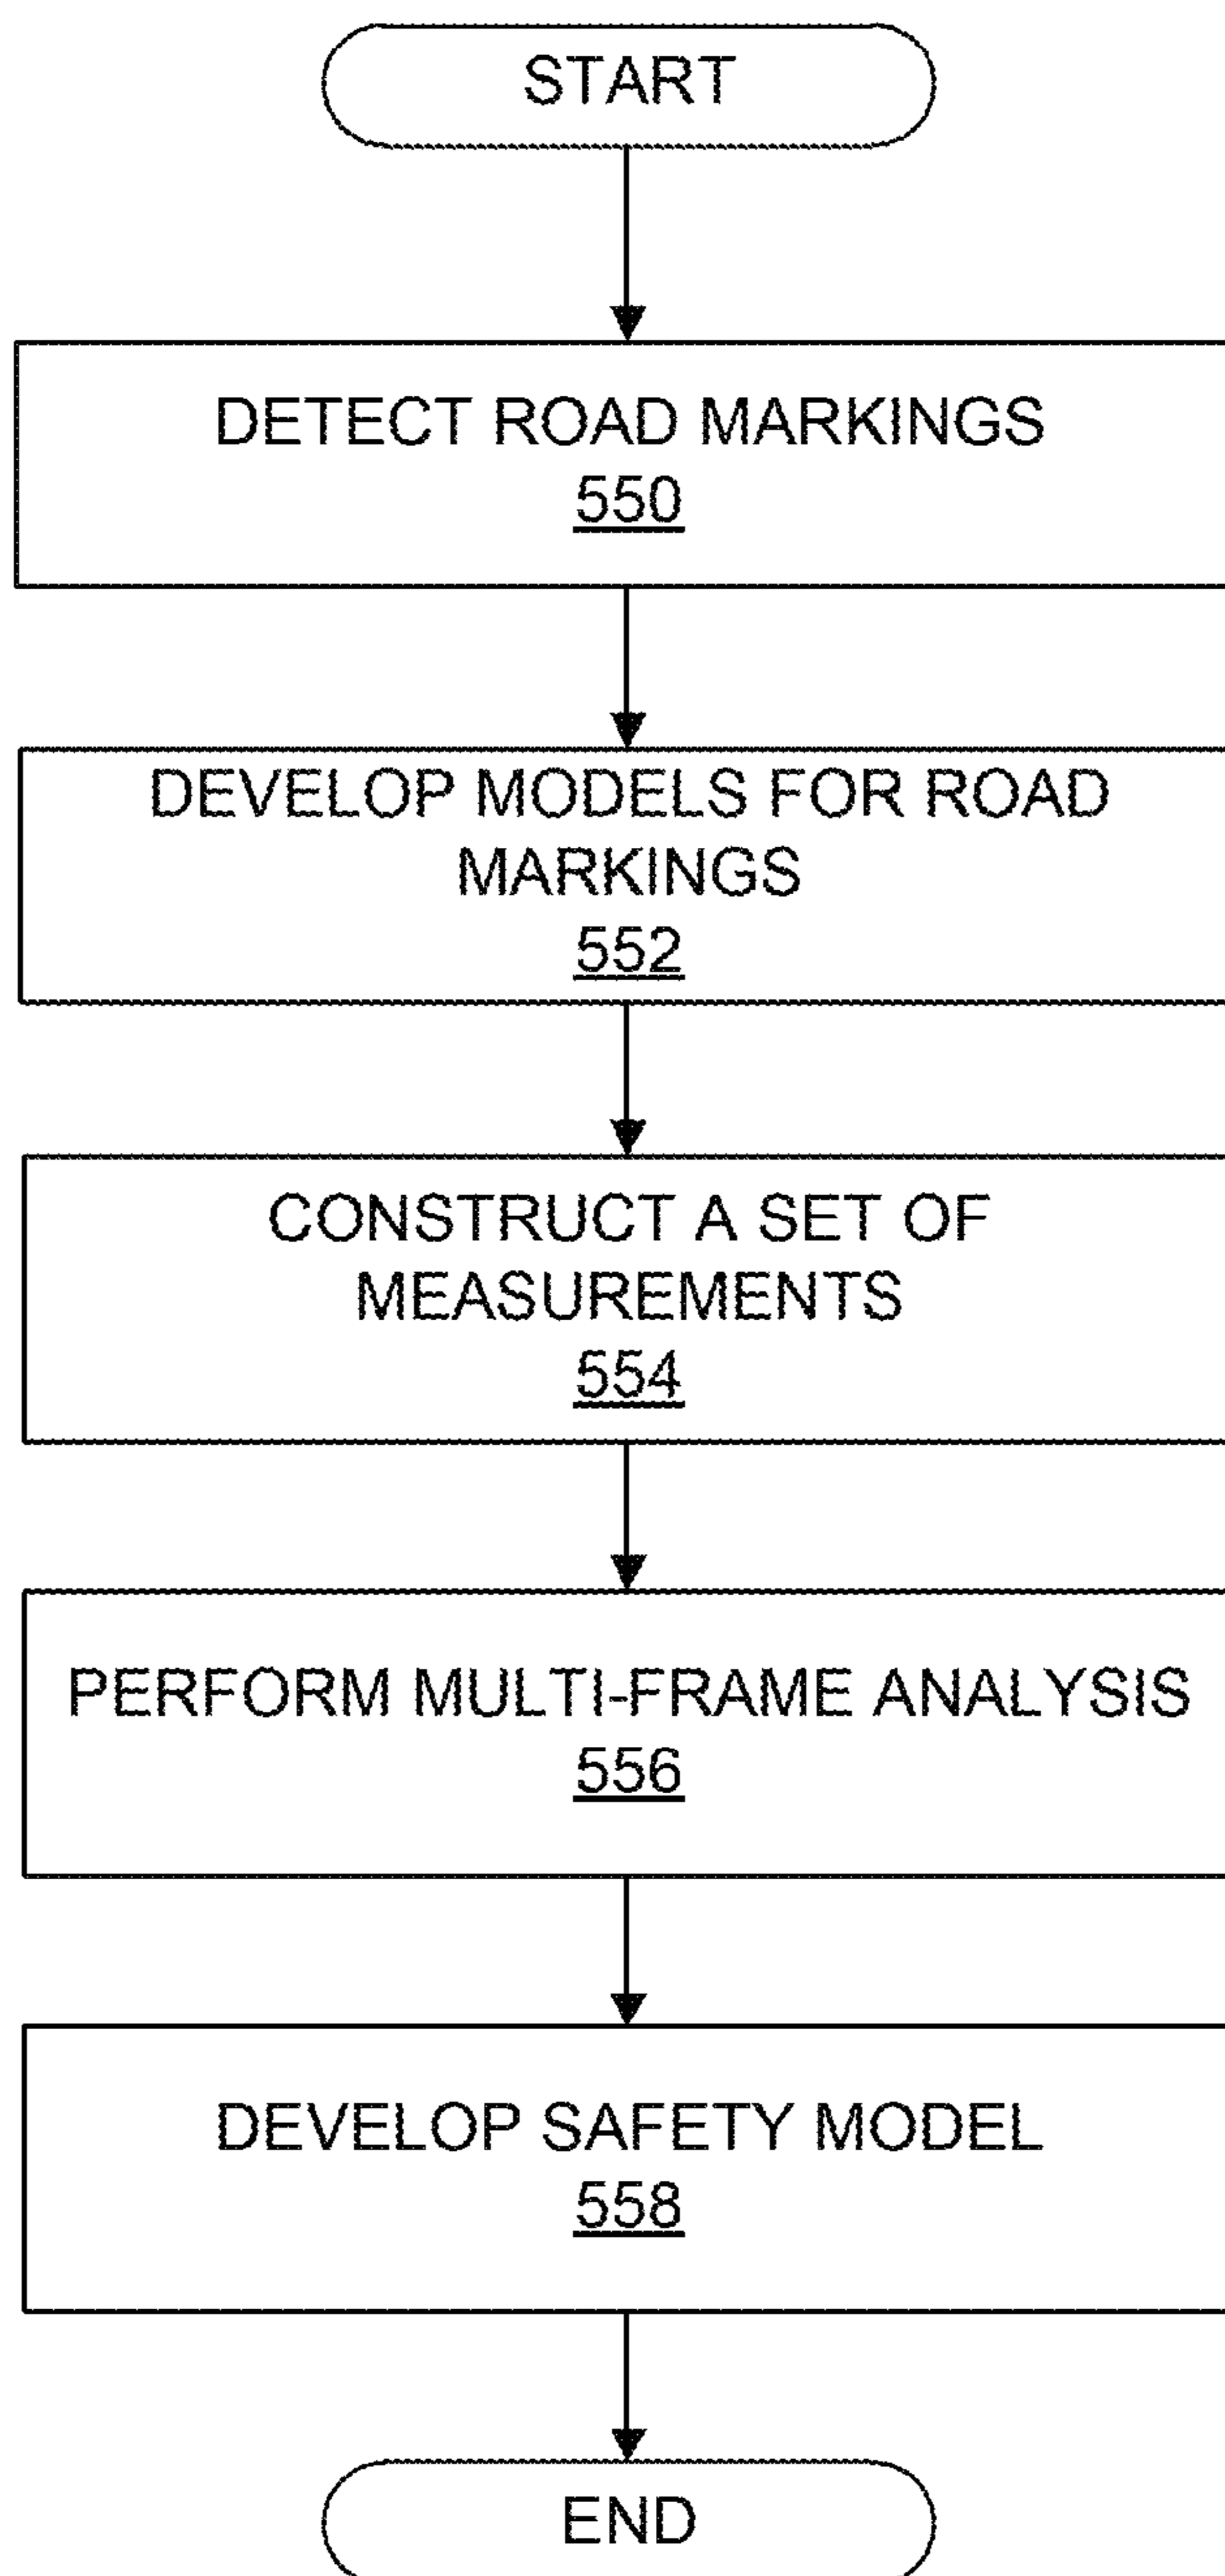 START
DETECT ROAD MARKINGS
550
DEVELOP MODELS FOR ROAD
MARKINGS
552
CONSTRUCT A SET OF
MEASUREMENTS
554
PERFORM MULTI-FRAME ANALYSIS
556
DEVELOP SAFETY MODEL
558
END